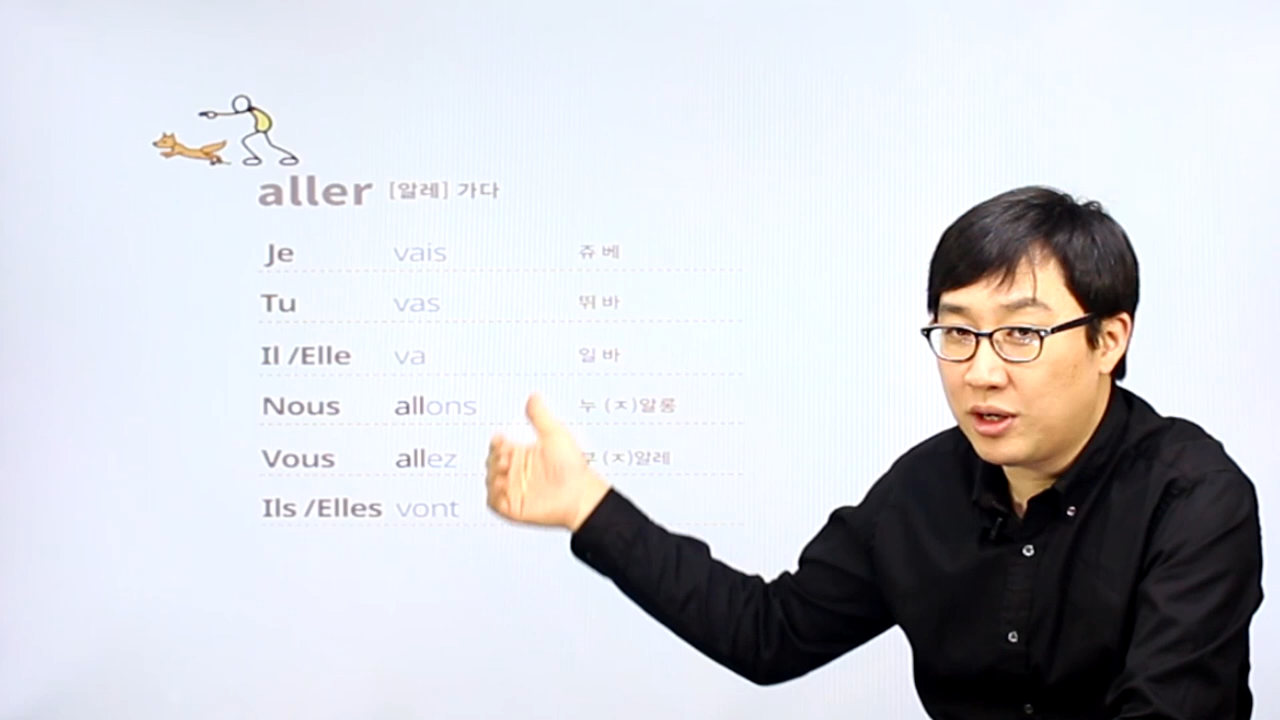 aller [알레] 가다
Je vais 쥬 베
Tu vas 뛰 바
Il /Elle va 일 바
Nous allons 누 (ㅈ)알롱
Vous allez (ㅈ)알레
Ils /Elles vont